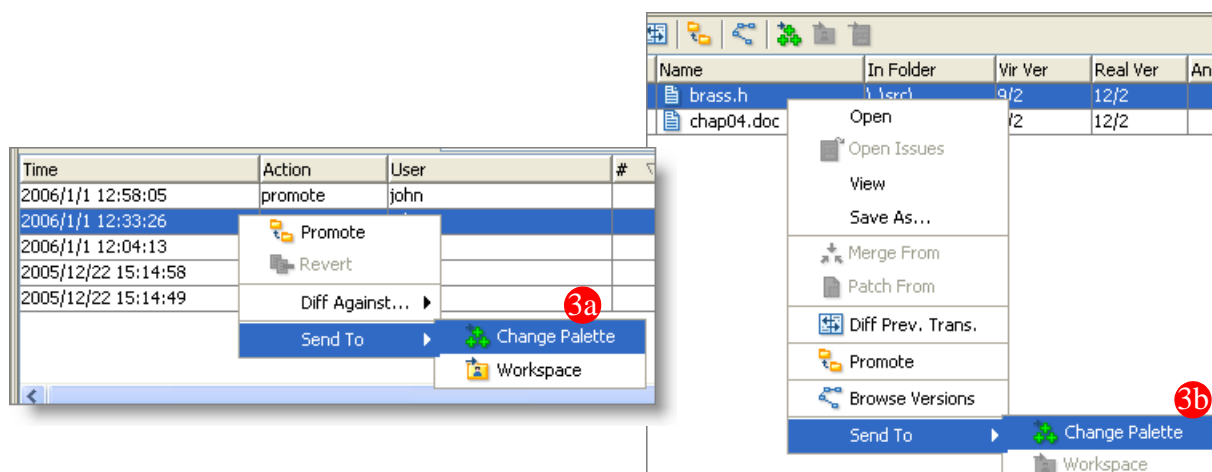 Time Action User #
2006/1/1 12:58:05 promote john
2006/1/1 12:33:26
2006/1/1 12:04:13
2005/12/22 15:14:58
2005/12/22 15:14:49
Promote
Revert
Diff Against...
Send To
3a
Change Palette
Workspace
Name In Folder Vir Ver Real Ver An
brass.h \.\src\ 9/2 12/2
chap04.doc /2 12/2
Open
Open Issues
View
Save As...
Merge From
Patch From
Diff Prev. Trans.
Promote
Browse Versions
Send To
3b
Change Palette
Workspace